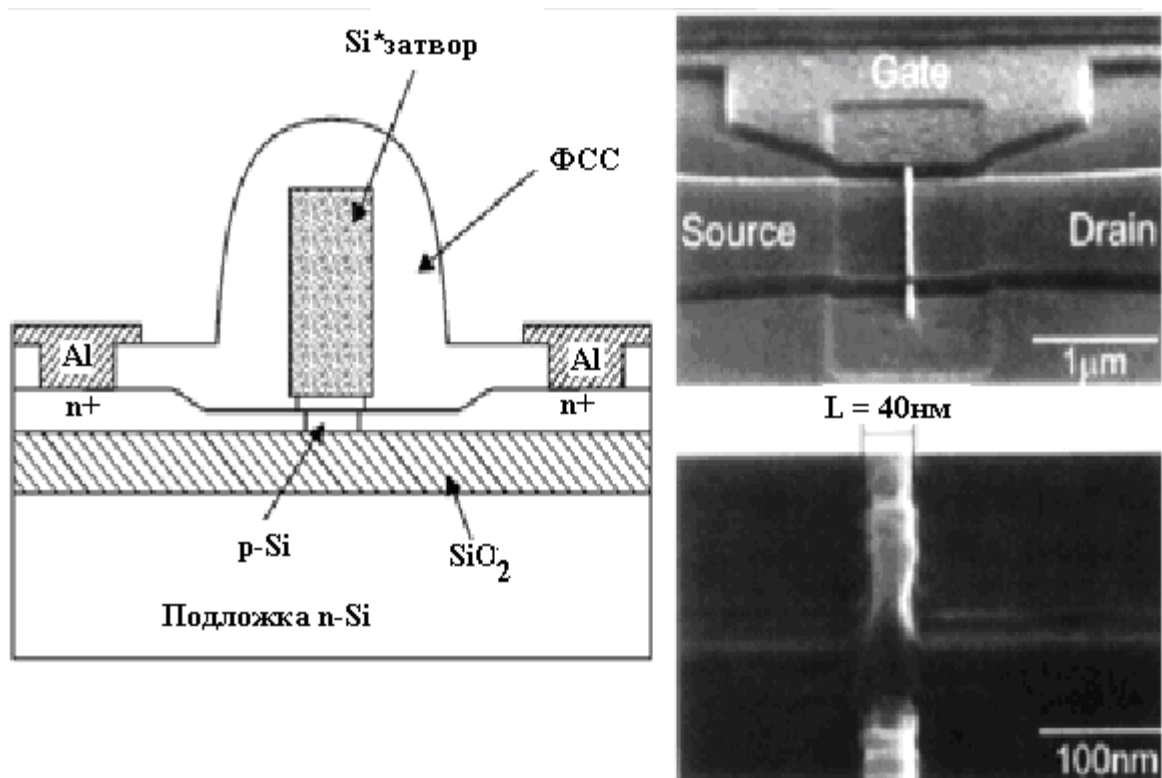 Si*затвор
ФСС
Al
Al
n+
n+
p-Si
SiO2
Подложка n-Si
Gate
Source
Drain
1µm
L = 40нм
100nm